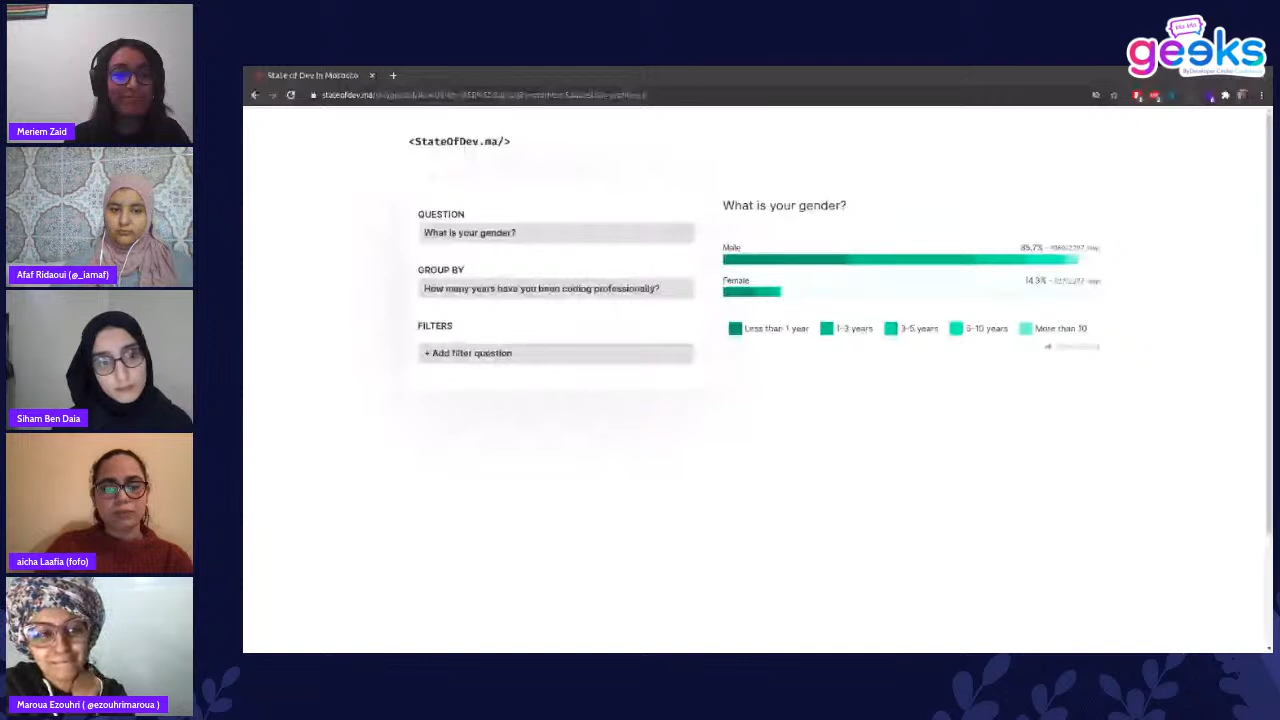 Meriem Zaid
Afaf Ridaoui (@_iamaf)
Siham Ben Daia
aicha Laafia (fofo)
Maroua Ezouhri ( @ezouhrimaroua )
geeks
State of Dev in Morocco
stateofdev.ma/
<StateOfDev.ma/>
QUESTION
What is your gender?
GROUP BY
How many years have you been coding professionally?
FILTERS
+ Add filter question
What is your gender?
Male
85.7% -
Female
14.3% -
Less than 1 year
1-3 years
3-5 years
5-10 years
More than 10